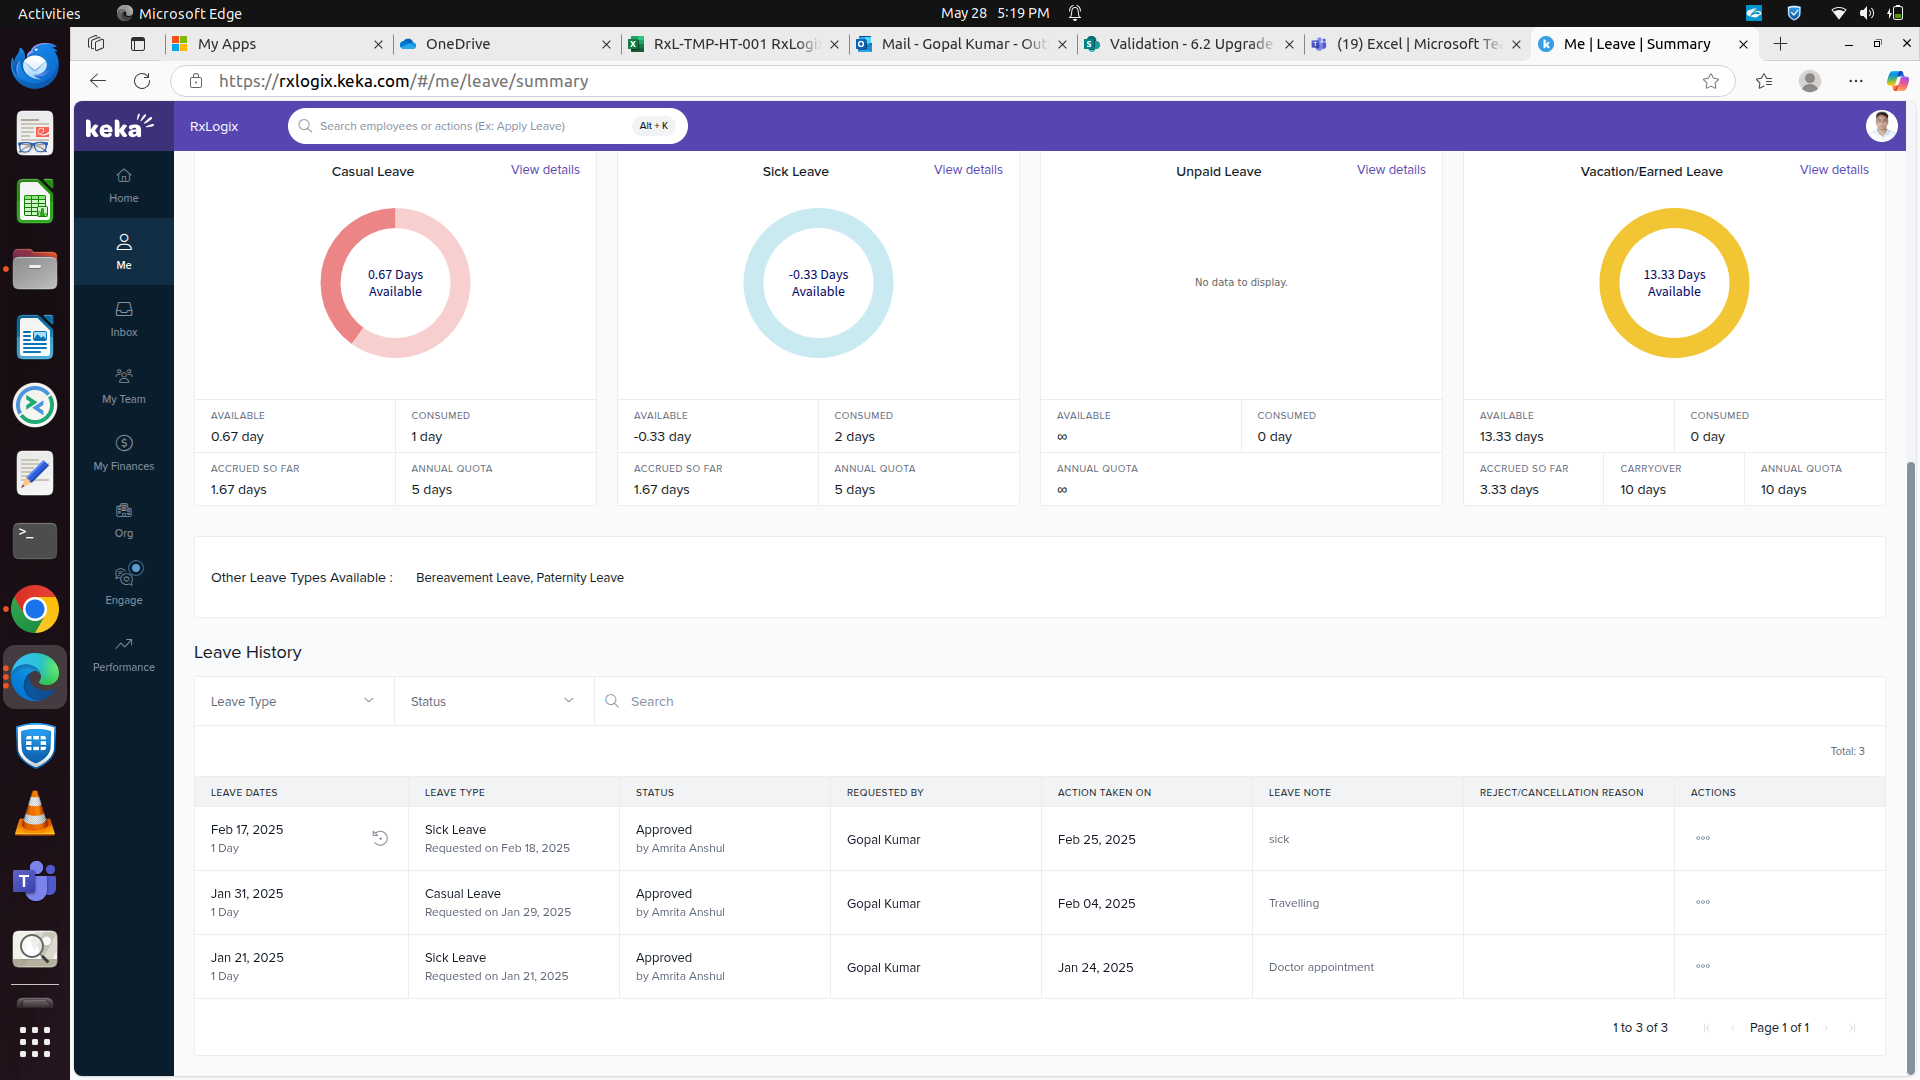 Activities
Microsoft Edge
May 28 5:19 PM
My Apps
OneDrive
RxL-TMP-HT-001 RxLogi
Mail - Gopal Kumar - Out
Validation - 6.2 Upgrade
(19) Excel | Microsoft Te
Me | Leave | Summary
https://rxlogix.keka.com/#/me/leave/summary
keka
RxLogix
Search employees or actions (Ex: Apply Leave)
Alt + K
Home
Me
Inbox
My Team
My Finances
Org
Engage
Performance
Casual Leave
View details
0.67 Days
Available
AVAILABLE
0.67 day
CONSUMED
1 day
ACCRUED SO FAR
1.67 days
ANNUAL QUOTA
5 days
Sick Leave
View details
-0.33 Days
Available
AVAILABLE
-0.33 day
CONSUMED
2 days
ACCRUED SO FAR
1.67 days
ANNUAL QUOTA
5 days
Unpaid Leave
View details
No data to display.
AVAILABLE
∞
CONSUMED
0 day
ANNUAL QUOTA
∞
Vacation/Earned Leave
View details
13.33 Days
Available
AVAILABLE
13.33 days
CONSUMED
0 day
ACCRUED SO FAR
3.33 days
CARRYOVER
10 days
ANNUAL QUOTA
10 days
Other Leave Types Available : Bereavement Leave, Paternity Leave
Leave History
Leave Type
Status
Search
Total: 3
LEAVE DATES LEAVE TYPE STATUS REQUESTED BY ACTION TAKEN ON LEAVE NOTE REJECT/CANCELLATION REASON ACTIONS
Feb 17, 2025
1 Day
Sick Leave
Requested on Feb 18, 2025
Approved
by Amrita Anshul
Gopal Kumar
Feb 25, 2025
sick
Jan 31, 2025
1 Day
Casual Leave
Requested on Jan 29, 2025
Approved
by Amrita Anshul
Gopal Kumar
Feb 04, 2025
Travelling
Jan 21, 2025
1 Day
Sick Leave
Requested on Jan 21, 2025
Approved
by Amrita Anshul
Gopal Kumar
Jan 24, 2025
Doctor appointment
1 to 3 of 3
Page 1 of 1